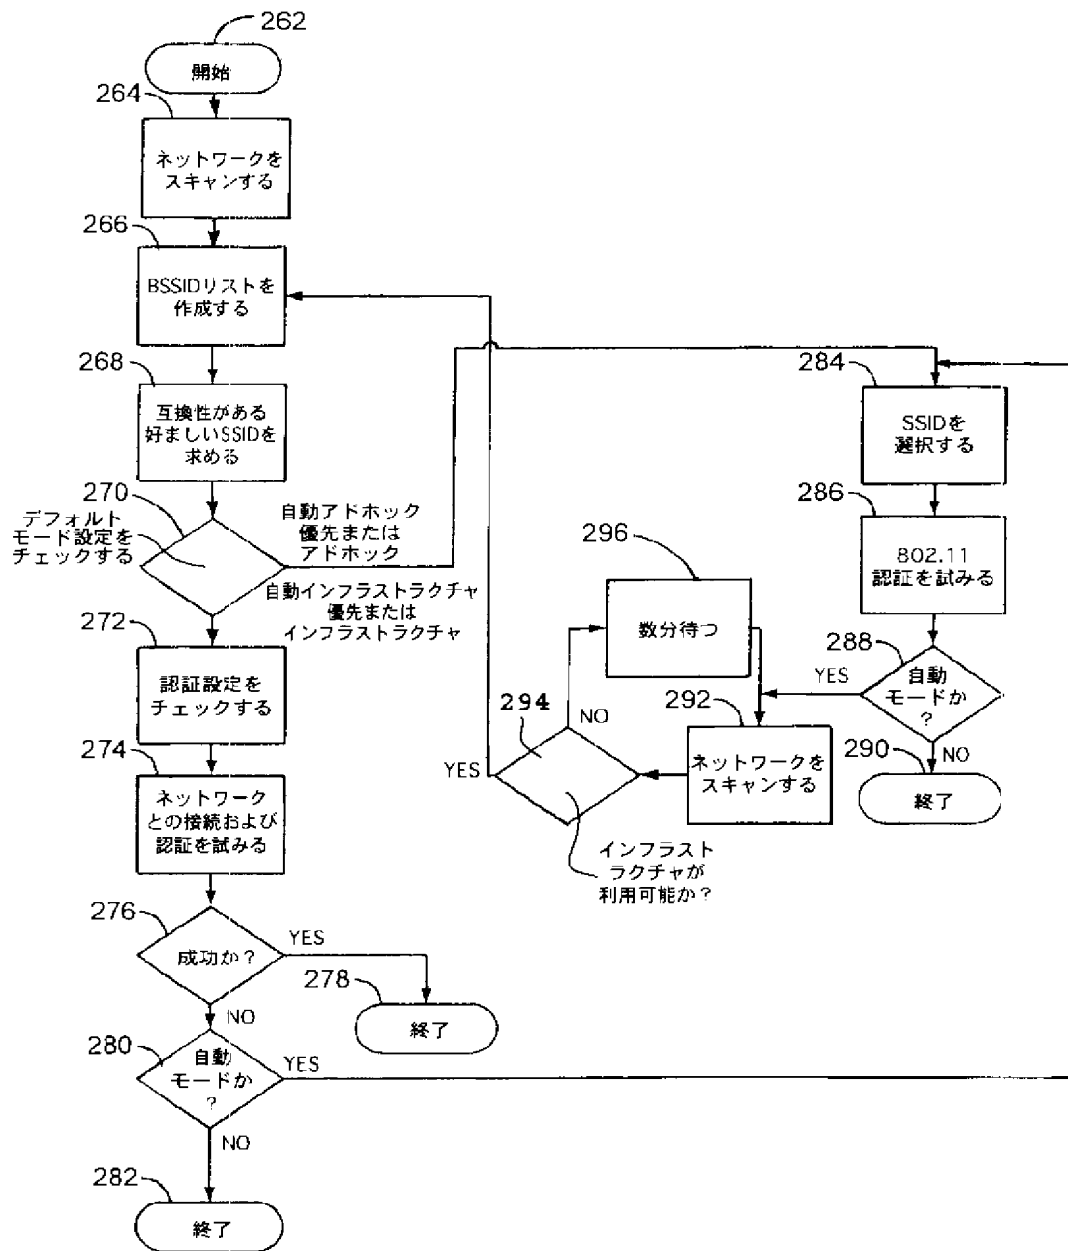 262
開始
264
ネットワークを
スキャンする
266
BSSIDリストを
作成する
268
互換性がある
好ましいSSIDを
求める
270
デフォルト
モード設定を
チェックする
自動アドホック
優先または
アドホック
自動インフラストラクチャ
優先または
インフラストラクチャ
272
認証設定を
チェックする
274
ネットワーク
との接続および
認証を試みる
276
成功か?
YES
278
終了
NO
280
自動
モードか
?
YES
NO
282
終了
284
SSIDを
選択する
286
802.11
認証を試みる
288
自動
モードか
?
YES
NO
290
終了
292
ネットワークを
スキャンする
294
NO
YES
インフラスト
ラクチャが
利用可能か?
296
数分待つ